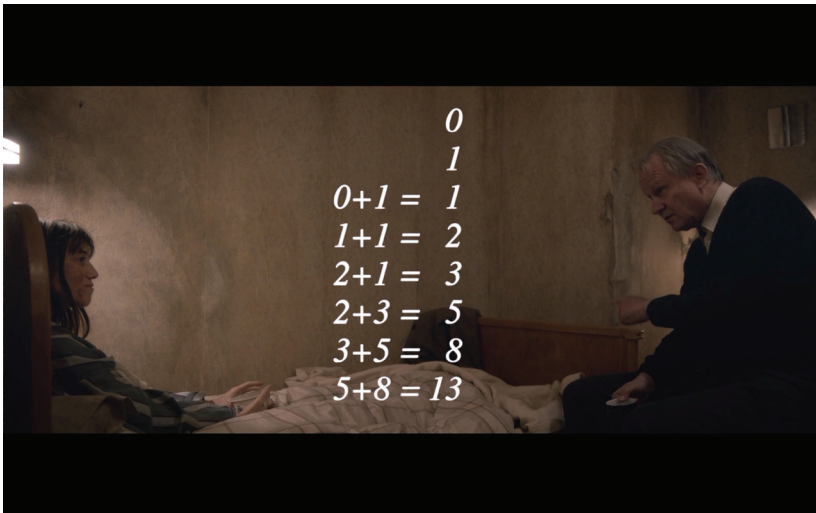 0
1
0+1 = 1
1+1 = 2
2+1 = 3
2+3 = 5
3+5 = 8
5+8 = 13